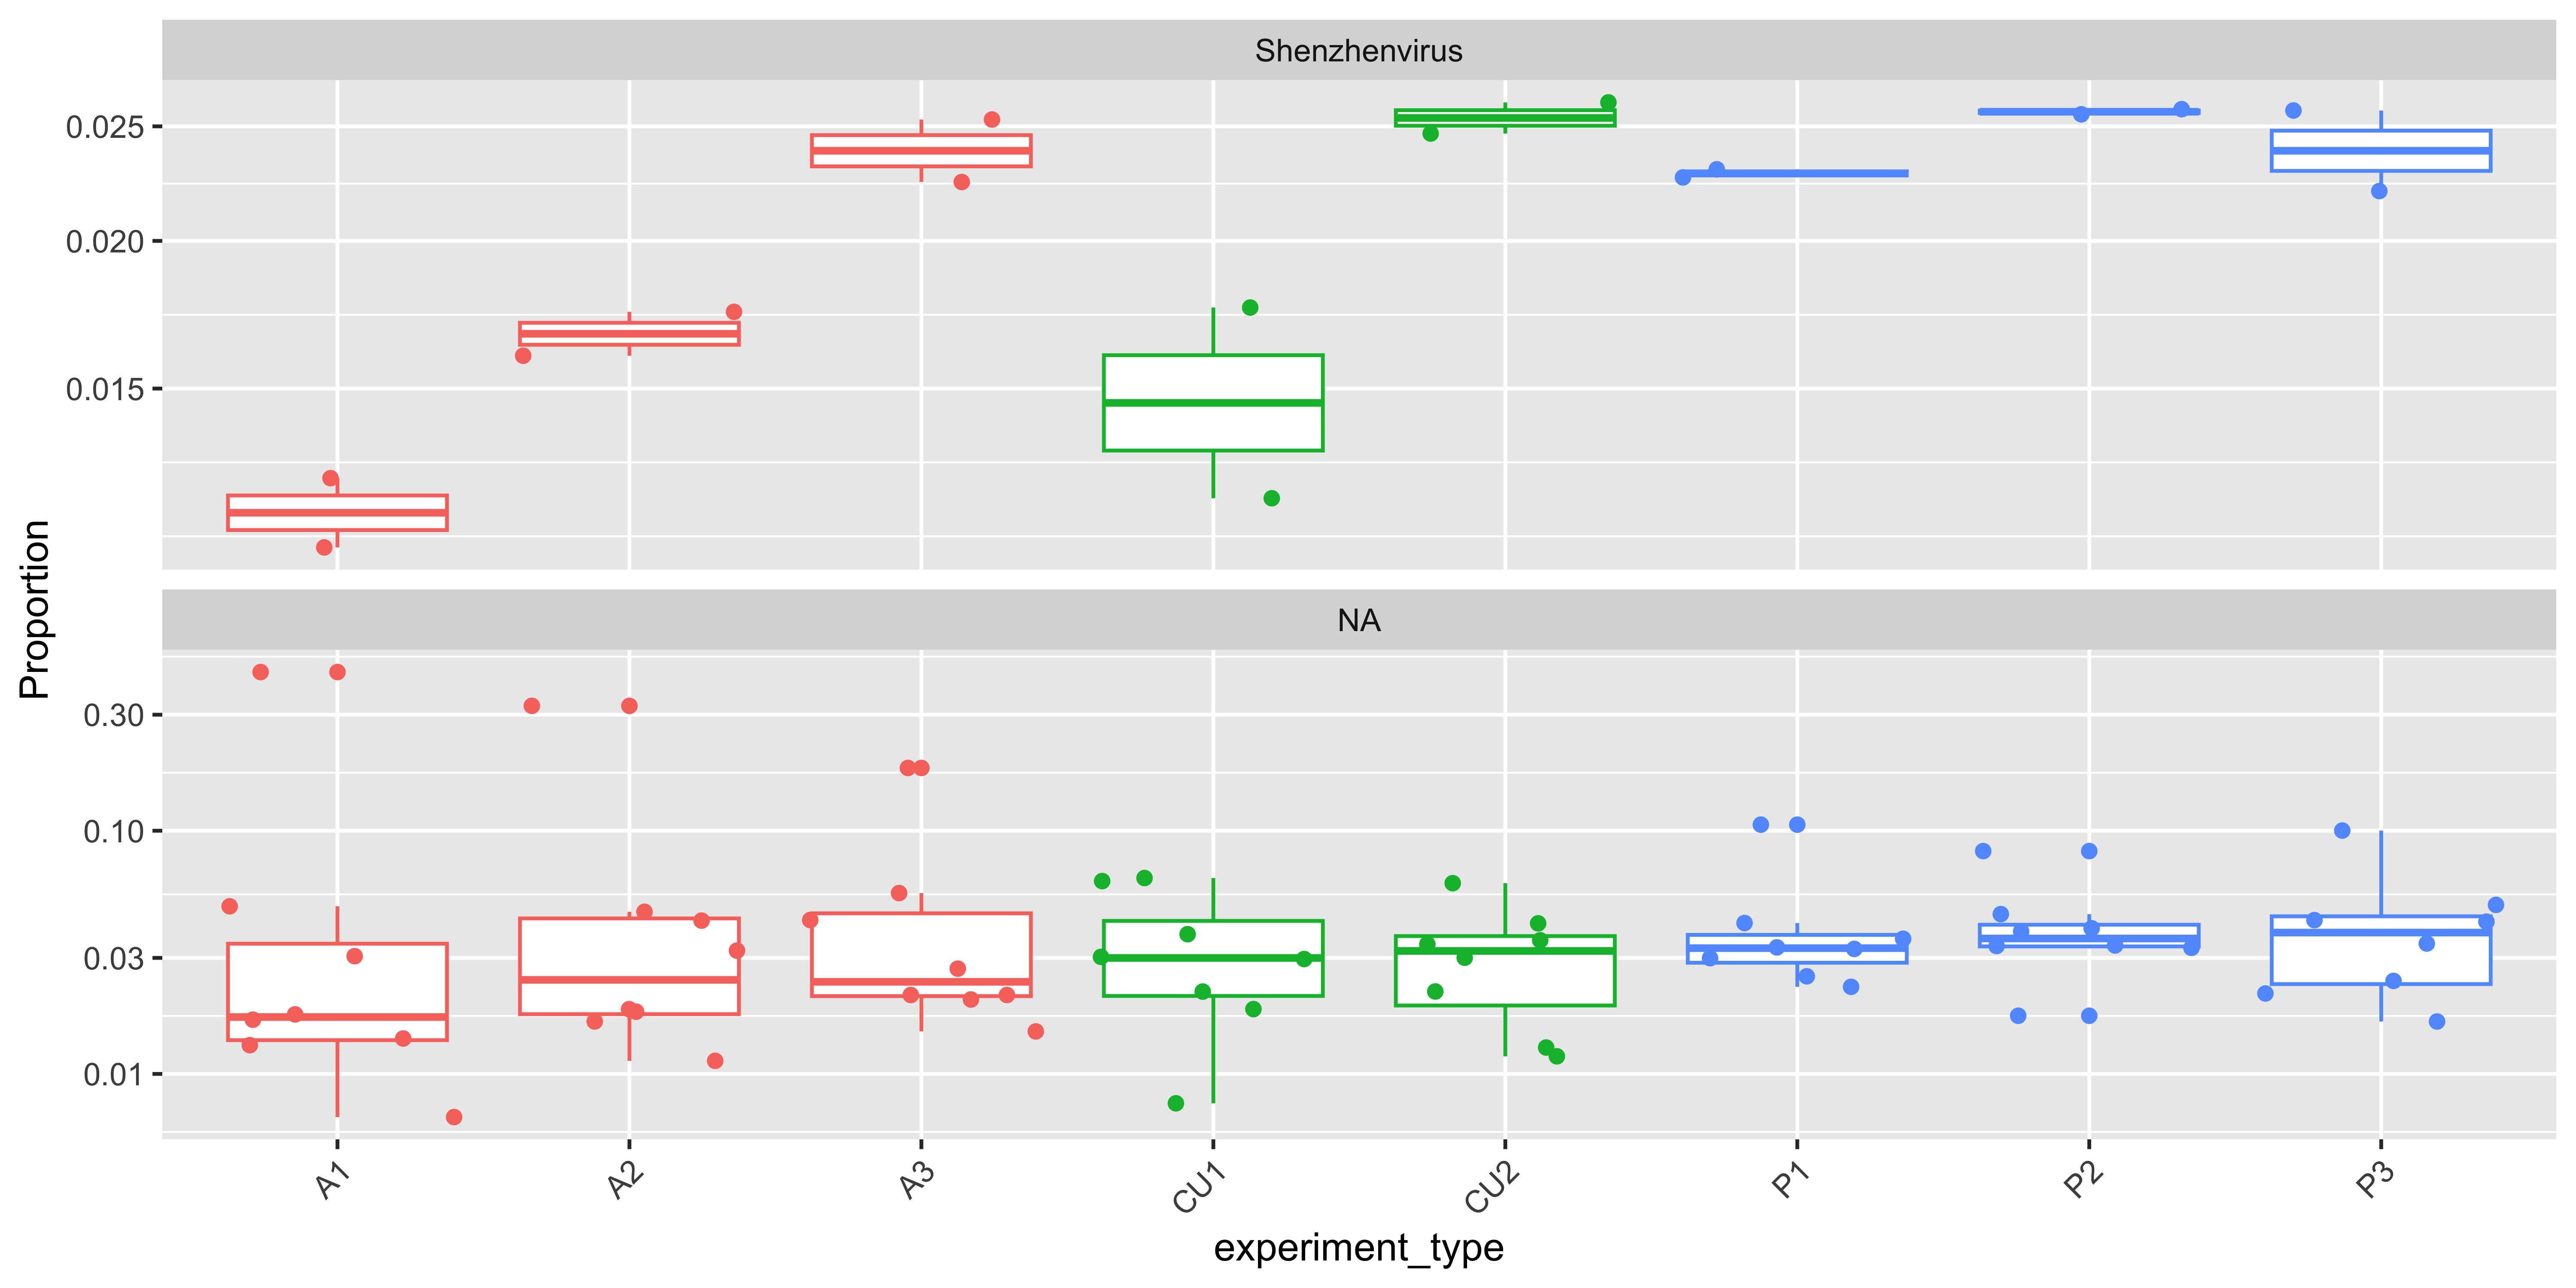 Shenzhenvirus
0.025
0.020
0.015
Proportion
NA
0.30
0.10
0.03
0.01
A1 A2 A3 CU1 CU2 P1 P2 P3
experiment_type